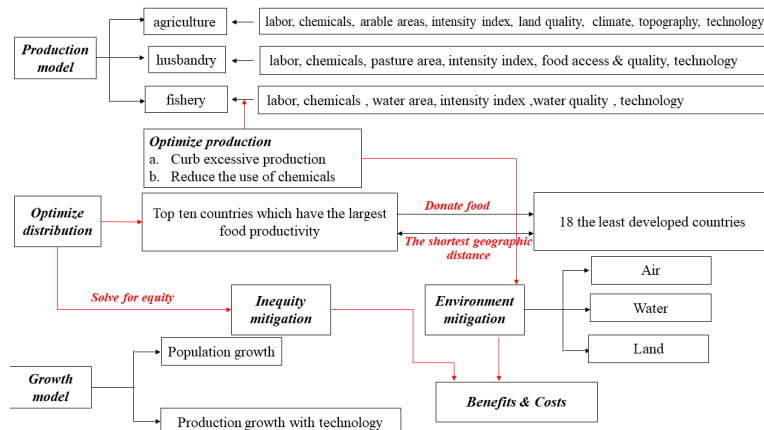 agriculture
labor, chemicals, arable areas, intensity index, land quality, climate, topography, technology
Production
model
husbandry
labor, chemicals, pasture area, intensity index, food access & quality, technology
fishery
labor, chemicals , water area, intensity index ,water quality , technology
Optimize production
a. Curb excessive production
b. Reduce the use of chemicals
Optimize
distribution
Top ten countries which have the largest
food productivity
Donate food
The shortest geographic
distance
18 the least developed countries
Solve for equity
Inequity
mitigation
Environment
mitigation
Air
Water
Land
Growth
model
Population growth
Production growth with technology
Benefits & Costs